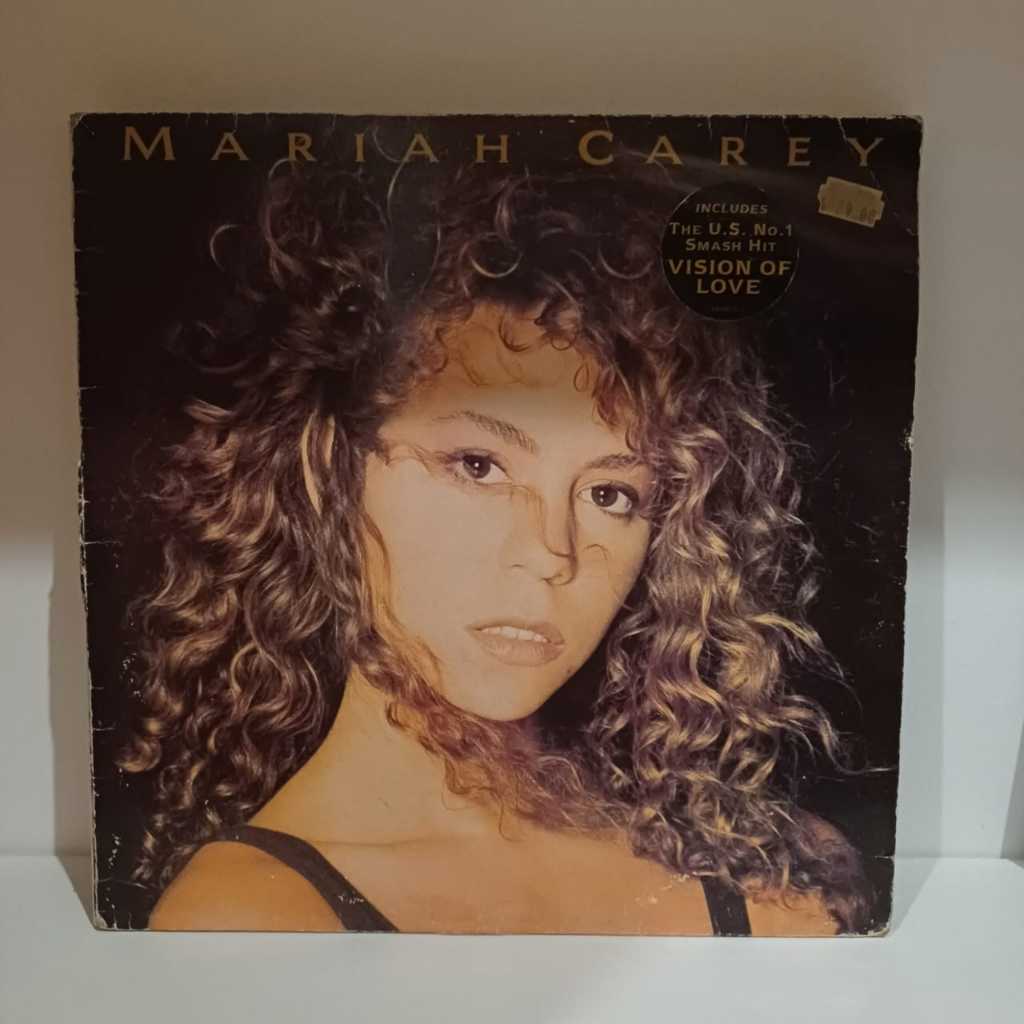 MARIAH CAREY
INCLUDES
THE U.S. NO.1
SMASH HIT
VISION OF
LOVE